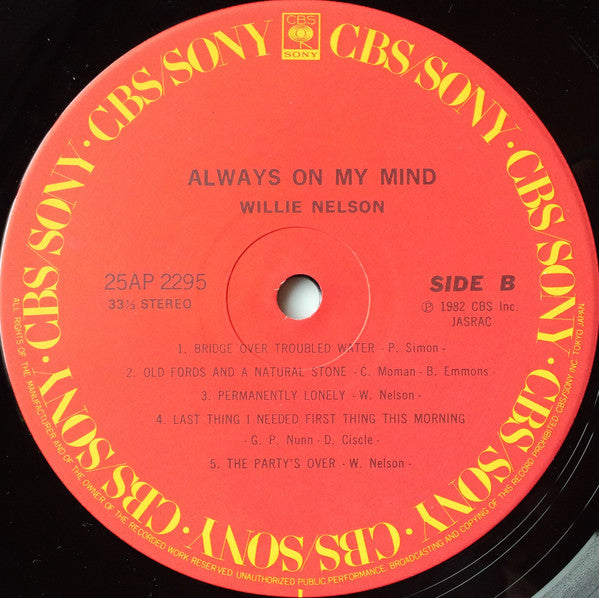 CBS
SONY
CBS/SONY · CBS/SONY · CBS/SONY · CBS/SONY · CBS/SONY · CBS/SONY · CBS/SONY · CBS/SONY
ALWAYS ON MY MIND
WILLIE NELSON
25AP 2295
33⅓ STEREO
SIDE B
Ⓟ 1982 CBS Inc.
JASRAC
1. BRIDGE OVER TROUBLED WATER - P. Simon -
2. OLD FORDS AND A NATURAL STONE - C. Moman - B. Emmons -
3. PERMANENTLY LONELY - W. Nelson -
4. LAST THING I NEEDED FIRST THING THIS MORNING
- G. P. Nunn - D. Ciscle -
5. THE PARTY'S OVER - W. Nelson -
ALL RIGHTS OF THE MANUFACTURER AND OF THE OWNER OF THE RECORDED WORK RESERVED. UNAUTHORIZED PUBLIC PERFORMANCE, BROADCASTING AND COPYING OF THIS RECORD PROHIBITED. CBS/SONY INC. TOKYO JAPAN.